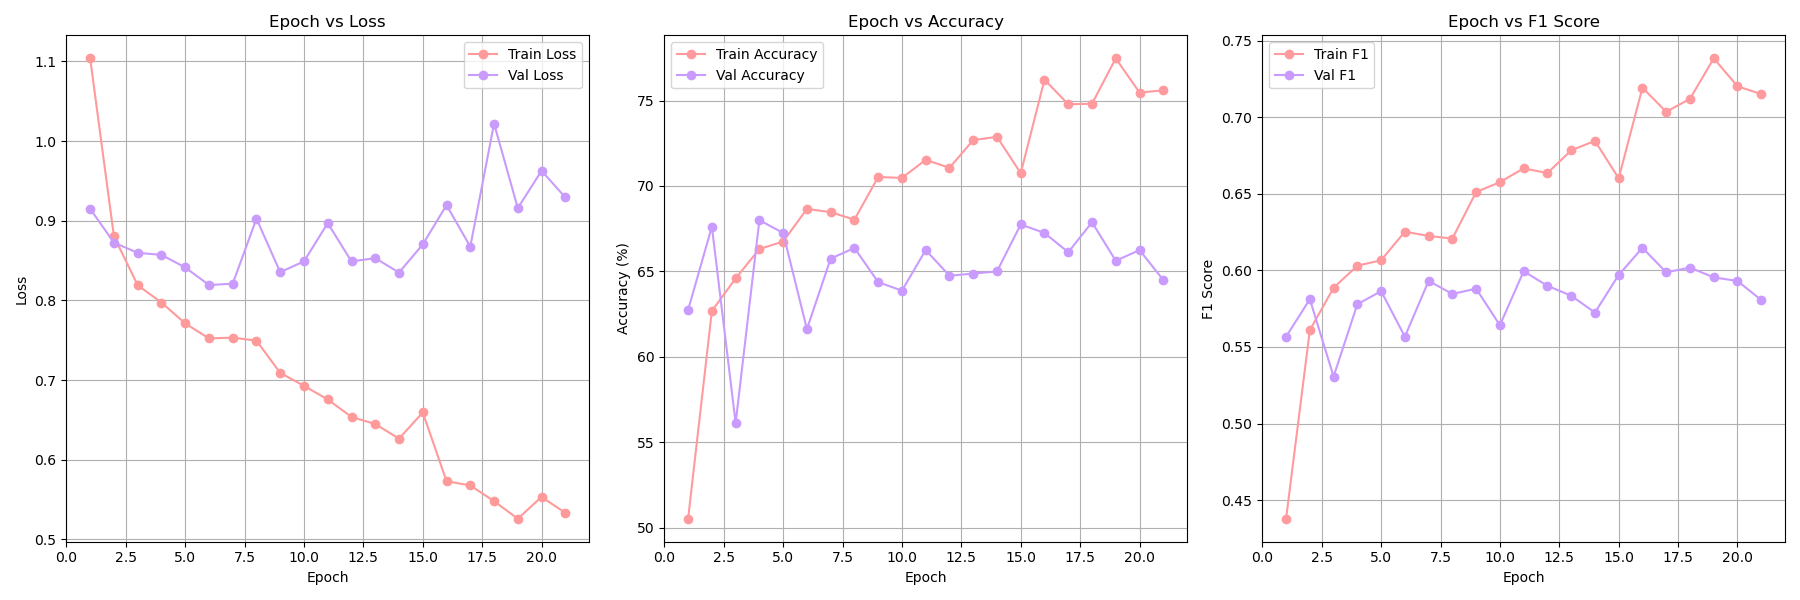 Epoch vs Loss
Train Loss
Val Loss
1.1
1.0
0.9
0.8
0.7
0.6
0.5
Loss
0.0 2.5 5.0 7.5 10.0 12.5 15.0 17.5 20.0
Epoch
Epoch vs Accuracy
Train Accuracy
Val Accuracy
75
70
65
60
55
50
Accuracy (%)
0.0 2.5 5.0 7.5 10.0 12.5 15.0 17.5 20.0
Epoch
Epoch vs F1 Score
Train F1
Val F1
0.75
0.70
0.65
0.60
0.55
0.50
0.45
F1 Score
0.0 2.5 5.0 7.5 10.0 12.5 15.0 17.5 20.0
Epoch